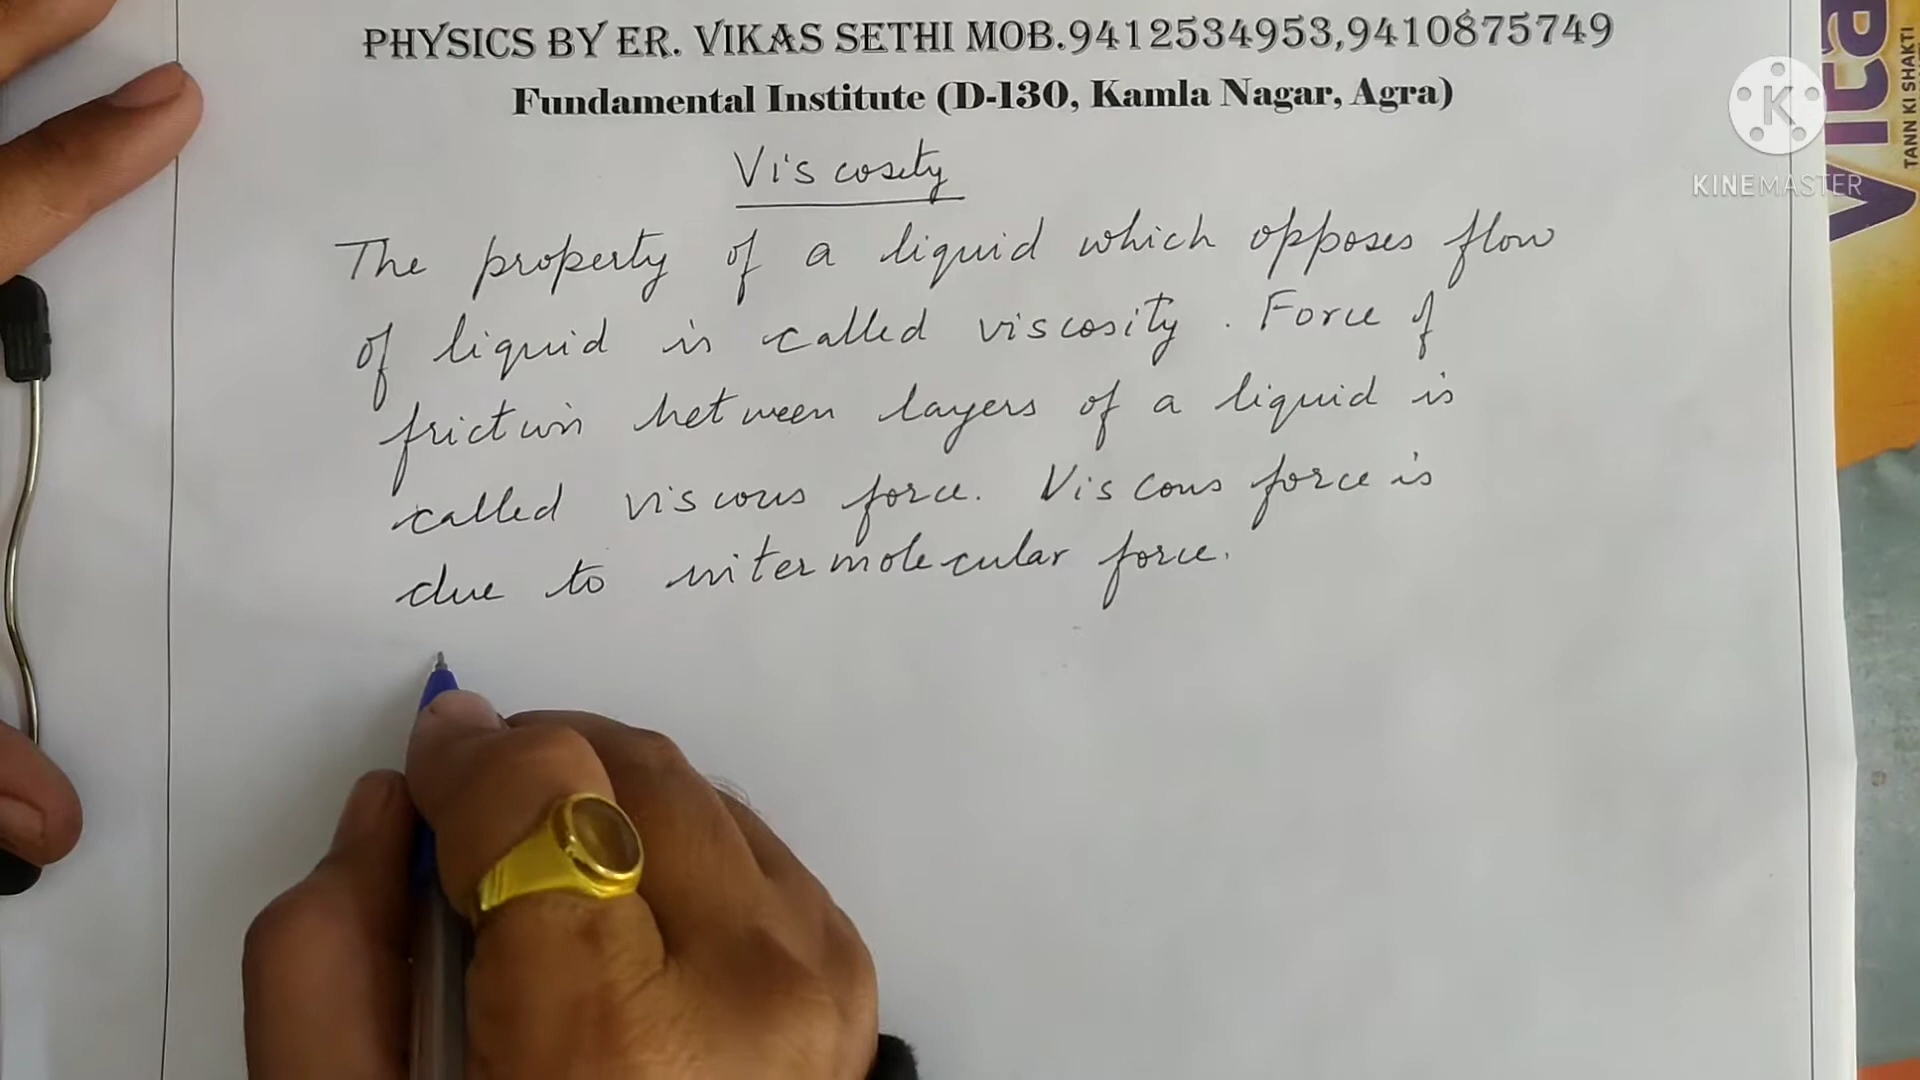 PHYSICS BY ER. VIKAS SETHI MOB.9412534953,9410875749
Fundamental Institute (D-130, Kamla Nagar, Agra)
Viscosity
The property of a liquid which opposes flow
of liquid is called viscosity. Force of
friction between layers of a liquid is
called viscous force. Viscous force is
due to intermolecular force.
K
KINEMASTER
Vita
TANN KI SHAKTI